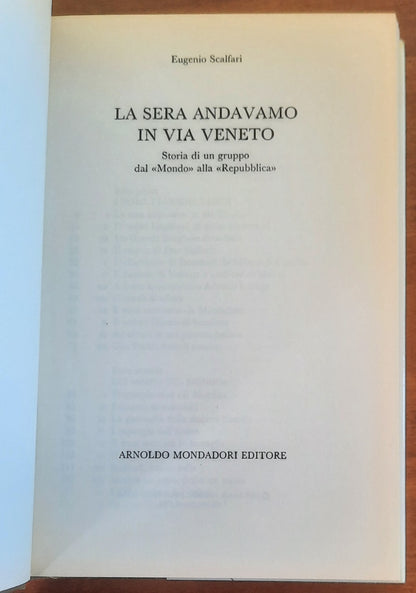 Eugenio Scalfari
LA SERA ANDAVAMO
IN VIA VENETO
Storia di un gruppo
dal «Mondo» alla «Repubblica»
ARNOLDO MONDADORI EDITORE